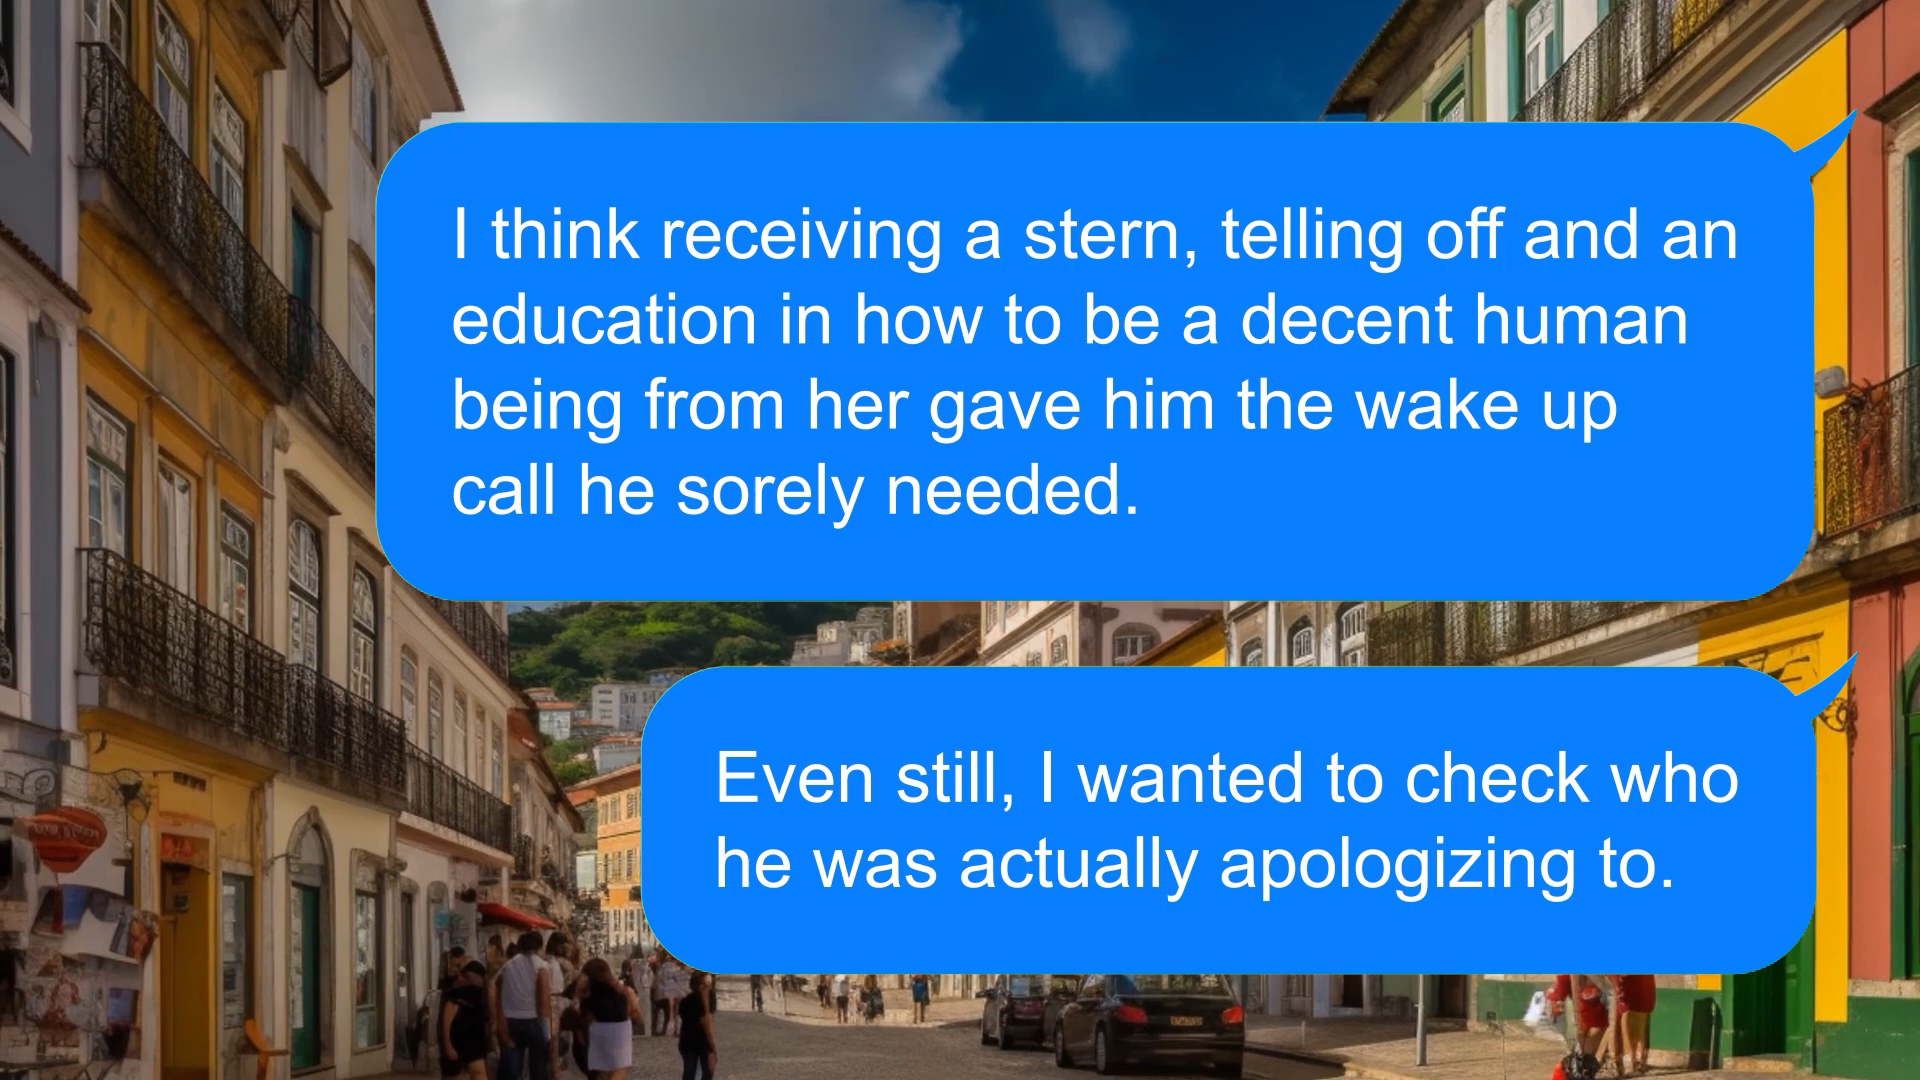 I think receiving a stern, telling off and an
education in how to be a decent human
being from her gave him the wake up
call he sorely needed.
Even still, I wanted to check who
he was actually apologizing to.